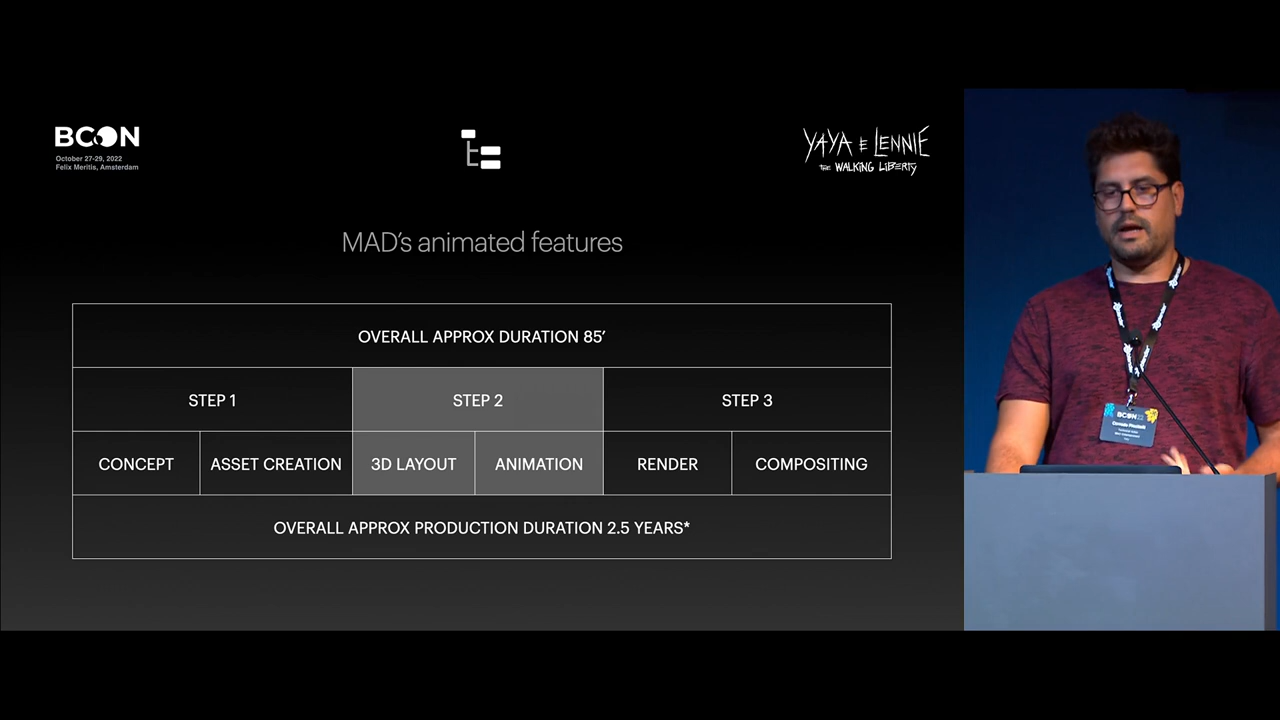 BCON
October 27-29, 2022
Felix Meritis, Amsterdam
YAYA E LENNIE
THE WALKING LIBERTY
MAD's animated features
OVERALL APPROX DURATION 85′
STEP 1
STEP 2
STEP 3
CONCEPT
ASSET CREATION
3D LAYOUT
ANIMATION
RENDER
COMPOSITING
OVERALL APPROX PRODUCTION DURATION 2.5 YEARS*
BCON22